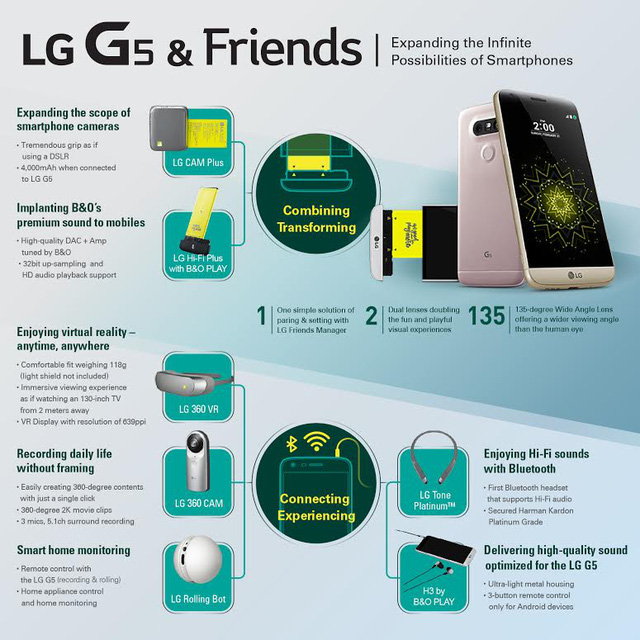 LG G5 & Friends
Expanding the Infinite
Possibilities of Smartphones
Expanding the scope of
smartphone cameras
• Tremendous grip as if
using a DSLR
• 4,000mAh when connected
to LG G5
LG CAM Plus
Implanting B&O's
premium sound to mobiles
• High-quality DAC + Amp
tuned by B&O
• 32bit up-sampling and
HD audio playback support
LG Hi-Fi Plus
with B&O PLAY
Combining
Transforming
2:00
G5
LG
LG
1 One simple solution of
paring & setting with
LG Friends Manager
2 Dual lenses doubling
the fun and playful
visual experiences
135 135-degree Wide Angle Lens
offering a wider viewing angle
than the human eye
Enjoying virtual reality –
anytime, anywhere
• Comfortable fit weighing 118g
(light shield not included)
• Immersive viewing experience
as if watching an 130-inch TV
from 2 meters away
• VR Display with resolution of 639ppi
LG 360 VR
Recording daily life
without framing
• Easily creating 360-degree contents
with just a single click
• 360-degree 2K movie clips
• 3 mics, 5.1ch surround recording
LG 360 CAM
Smart home monitoring
• Remote control with
the LG G5 (recording & rolling)
• Home appliance control
and home monitoring
LG Rolling Bot
Connecting
Experiencing
LG Tone
Platinum™
Enjoying Hi-Fi sounds
with Bluetooth
• First Bluetooth headset
that supports Hi-Fi audio
• Secured Harman Kardon
Platinum Grade
H3 by
B&O PLAY
Delivering high-quality sound
optimized for the LG G5
• Ultra-light metal housing
• 3-button remote control
only for Android devices